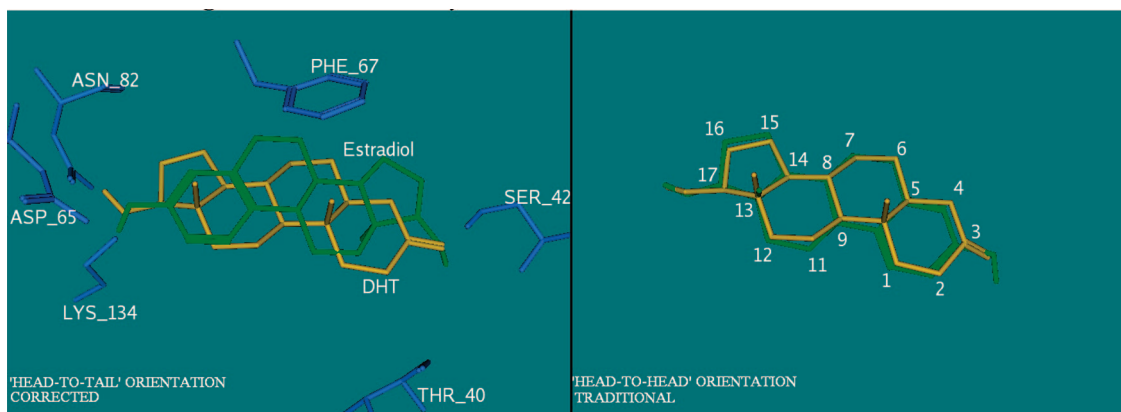 ASN_82
PHE_67
Estradiol
ASP_65
SER_42
LYS_134
DHT
'HEAD-TO-TAIL' ORIENTATION
CORRECTED
THR_40
16
15
7
6
17
14
8
5
4
13
3
12
11
9
1
2
'HEAD-TO-HEAD' ORIENTATION
TRADITIONAL